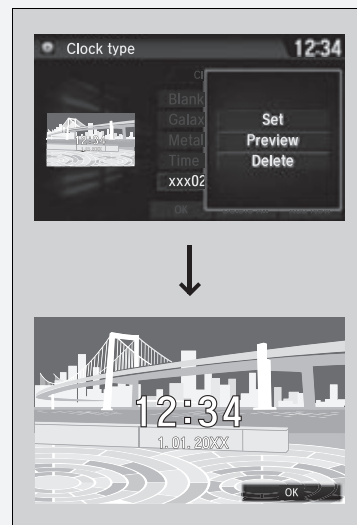 Clock type
12:34
Blank
Galax
Metal
Time
xxx02
12:34
OK
Set
Preview
Delete
12:34
1. 01. 20XX
OK